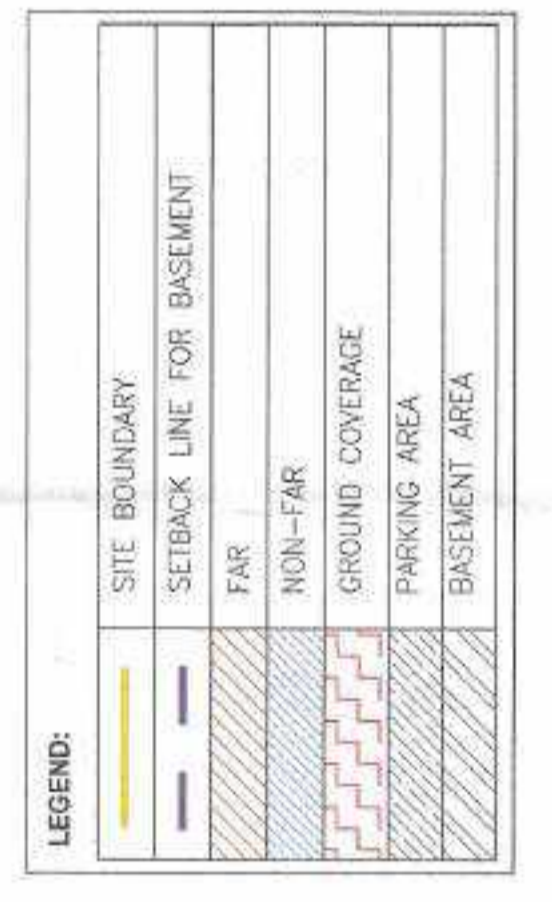 LEGEND:
SITE BOUNDARY
SETBACK LINE FOR BASEMENT
FAR
NON-FAR
GROUND COVERAGE
PARKING AREA
BASEMENT AREA